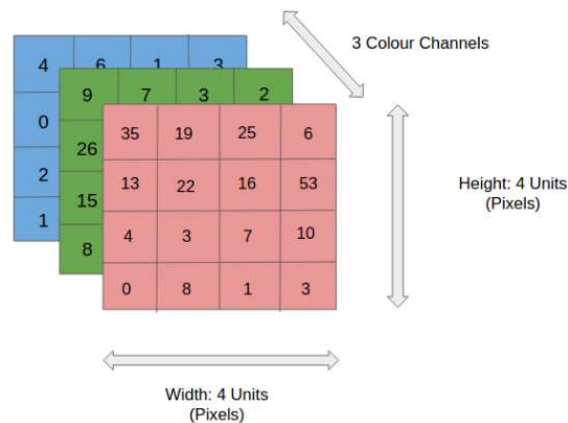 4 6 1 3
3 Colour Channels
9 7 3 2
0
35 19 25 6
26
13 22 16 53
2
Height: 4 Units
(Pixels)
15
1
4 3 7 10
8
0 8 1 3
Width: 4 Units
(Pixels)